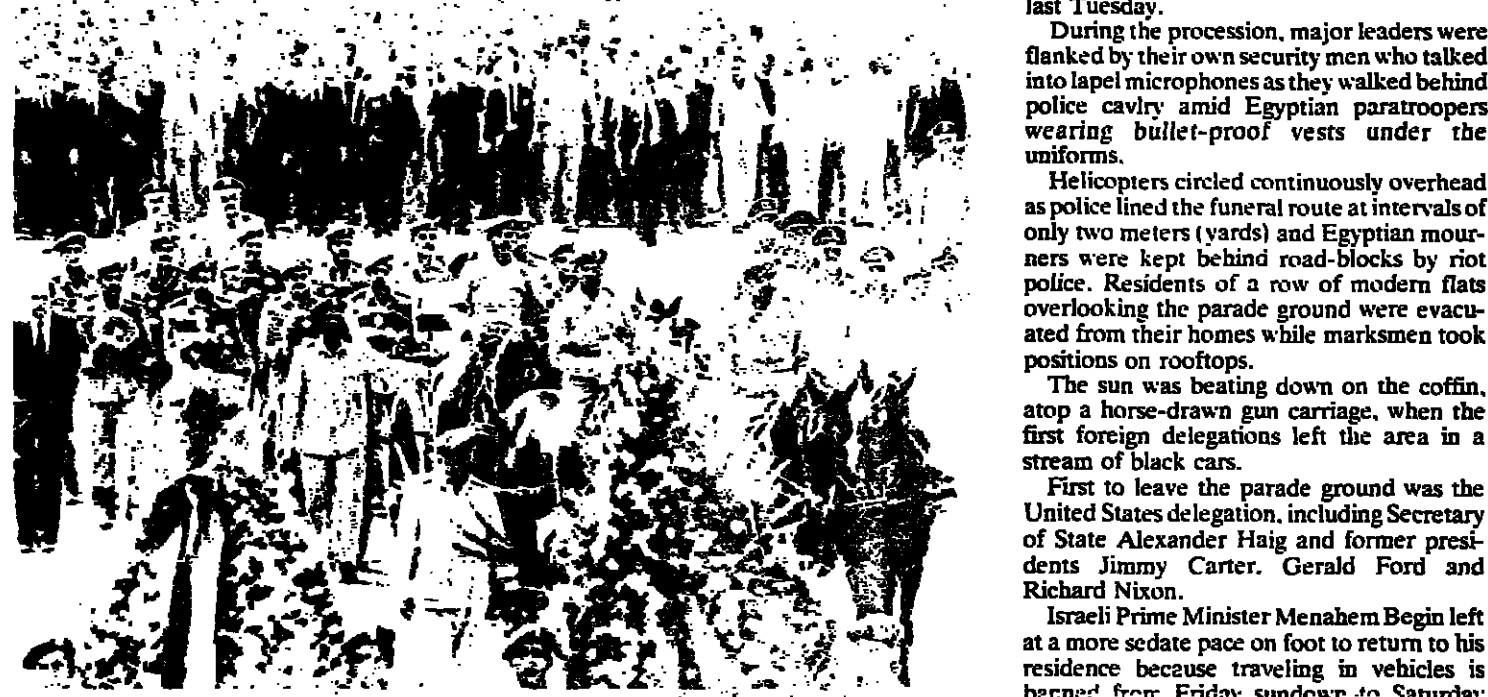 last Tuesday.
During the procession, major leaders were
flanked by their own security men who talked
into lapel microphones as they walked behind
police cavlry amid Egyptian paratroopers
wearing bullet-proof vests under the
uniforms.
Helicopters circled continuously overhead
as police lined the funeral route at intervals of
only two meters (yards) and Egyptian mour-
ners were kept behind road-blocks by riot
police. Residents of a row of modern flats
overlooking the parade ground were evacu-
ated from their homes while marksmen took
positions on rooftops.
The sun was beating down on the coffin,
atop a horse-drawn gun carriage, when the
first foreign delegations left the area in a
stream of black cars.
First to leave the parade ground was the
United States delegation, including Secretary
of State Alexander Haig and former presi-
dents Jimmy Carter, Gerald Ford and
Richard Nixon.
Israeli Prime Minister Menahem Begin left
at a more sedate pace on foot to return to his
residence because traveling in vehicles is
banned from Friday sundown to Saturday